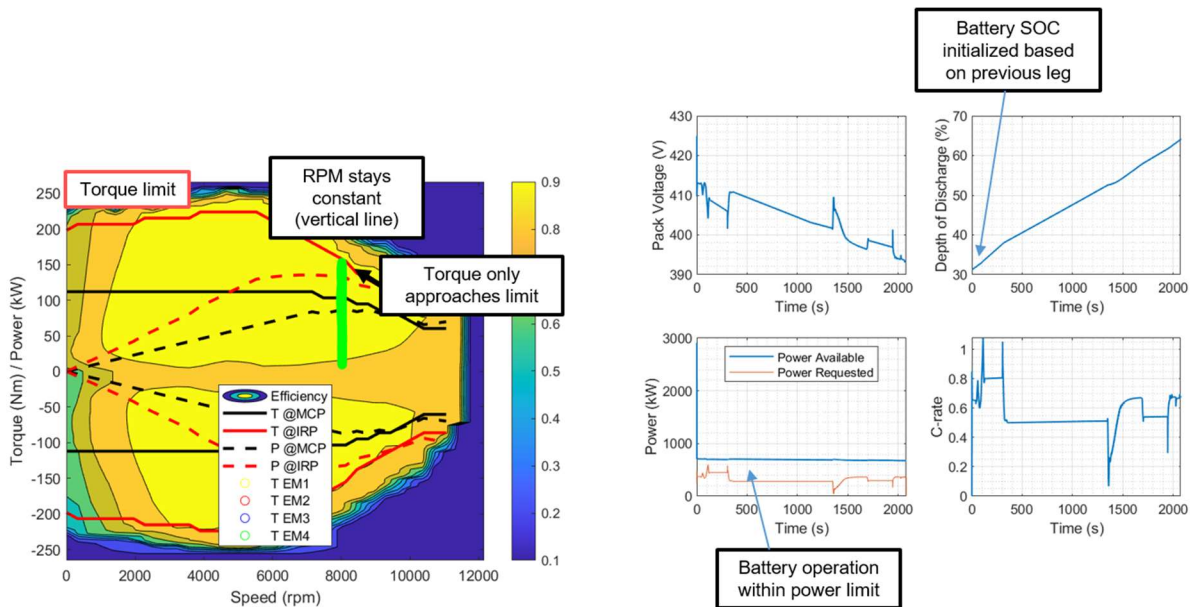 Torque limit
RPM stays
constant
(vertical line)
Torque only
approaches limit
Torque (Nm) / Power (kW)
250
200
150
100
50
0
-50
-100
-150
-200
-250
0
2000
4000
6000
8000
10000
12000
Speed (rpm)
Efficiency
T @MCP
T @IRP
P @MCP
P @IRP
T EM1
T EM2
T EM3
T EM4
0.9
0.8
0.6
0.5
0.4
0.3
0.2
0.1
Battery SOC
initialized based
on previous leg
Pack Voltage (V)
430
420
410
400
390
0
500
1000
1500
2000
Time (s)
Depth of Discharge (%)
70
60
50
40
30
0
500
1000
1500
2000
Time (s)
Power (kW)
3000
2000
1000
0
Power Available
Power Requested
0
500
1000
1500
2000
Time (s)
C-rate
1
0.8
0.6
0.4
0.2
0
0
500
1000
1500
2000
Time (s)
Battery operation
within power limit